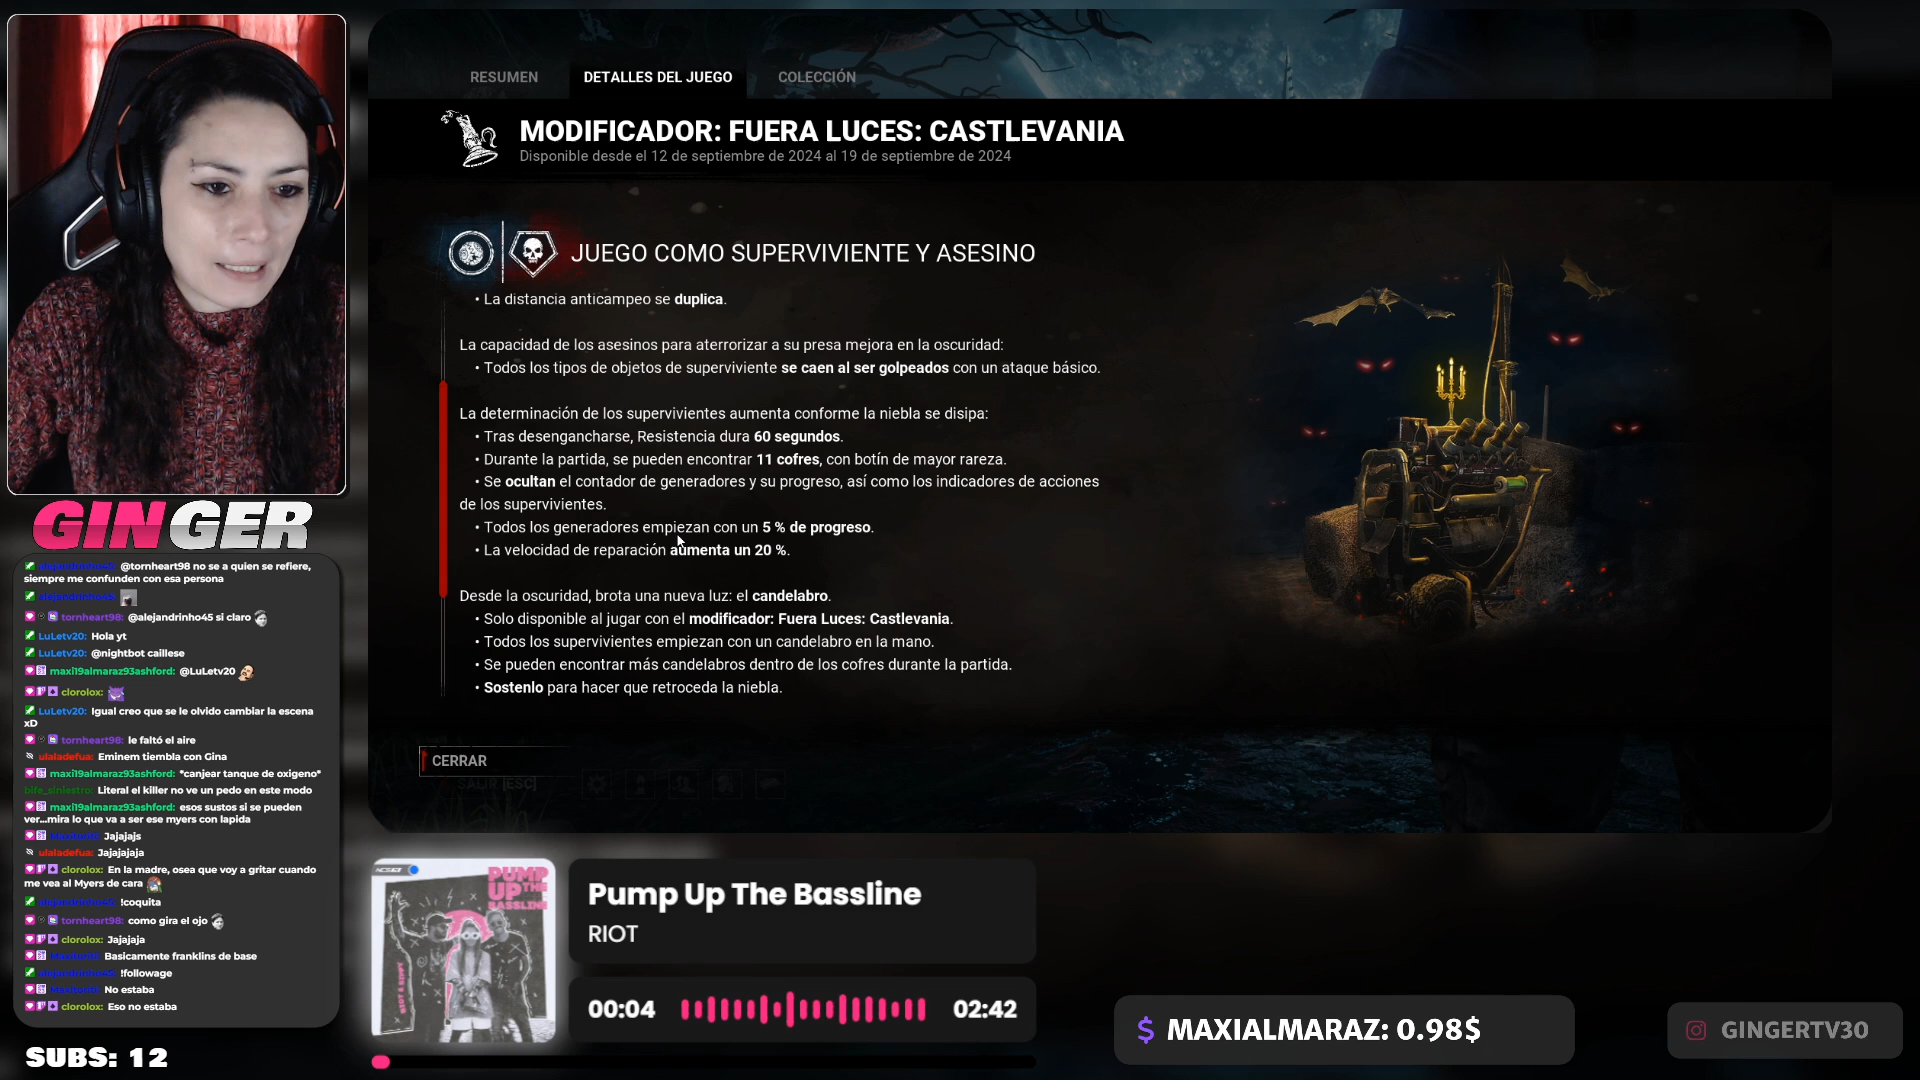 RESUMEN
DETALLES DEL JUEGO
COLECCIÓN
MODIFICADOR: FUERA LUCES: CASTLEVANIA
Disponible desde el 12 de septiembre de 2024 al 19 de septiembre de 2024
JUEGO COMO SUPERVIVIENTE Y ASESINO
• La distancia anticampeo se duplica.
La capacidad de los asesinos para aterrorizar a su presa mejora en la oscuridad:
• Todos los tipos de objetos de superviviente se caen al ser golpeados con un ataque básico.
La determinación de los supervivientes aumenta conforme la niebla se disipa:
• Tras desengancharse, Resistencia dura 60 segundos.
• Durante la partida, se pueden encontrar 11 cofres, con botín de mayor rareza.
• Se ocultan el contador de generadores y su progreso, así como los indicadores de acciones
de los supervivientes.
• Todos los generadores empiezan con un 5 % de progreso.
• La velocidad de reparación aumenta un 20 %.
Desde la oscuridad, brota una nueva luz: el candelabro.
• Solo disponible al jugar con el modificador: Fuera Luces: Castlevania.
• Todos los supervivientes empiezan con un candelabro en la mano.
• Se pueden encontrar más candelabros dentro de los cofres durante la partida.
• Sostenlo para hacer que retroceda la niebla.
CERRAR
SALIR [ESC]
GINGER
alejandrinho45: @tornheart98 no se a quien se refiere,
siempre me confunden con esa persona
alejandrinho45:
tornheart98: @alejandrinho45 si claro
LuLetv20: Hola yt
LuLetv20: @nightbot caillese
maxi19almaraz93ashford: @LuLetv20
clorolox:
LuLetv20: Igual creo que se le olvido cambiar la escena
xD
tornheart98: le faltó el aire
ulaladefua: Eminem tiembla con Gina
maxi19almaraz93ashford: *canjear tanque de oxigeno*
bife_siniestro: Literal el killer no ve un pedo en este modo
maxi19almaraz93ashford: esos sustos si se pueden
ver...mira lo que va a ser ese myers con lapida
Jajajajs
ulaladefua: Jajajajaja
clorolox: En la madre, osea que voy a gritar cuando
me vea al Myers de cara
alejandrinho45: !coquita
tornheart98: como gira el ojo
clorolox: Jajajaja
Basicamente franklins de base
alejandrinho45: !followage
No estaba
clorolox: Eso no estaba
SUBS: 12
PUMP
UP THE
BASSLINE
Pump Up The Bassline
RIOT
00:04
02:42
$ MAXIALMARAZ: 0.98$
GINGERTV30